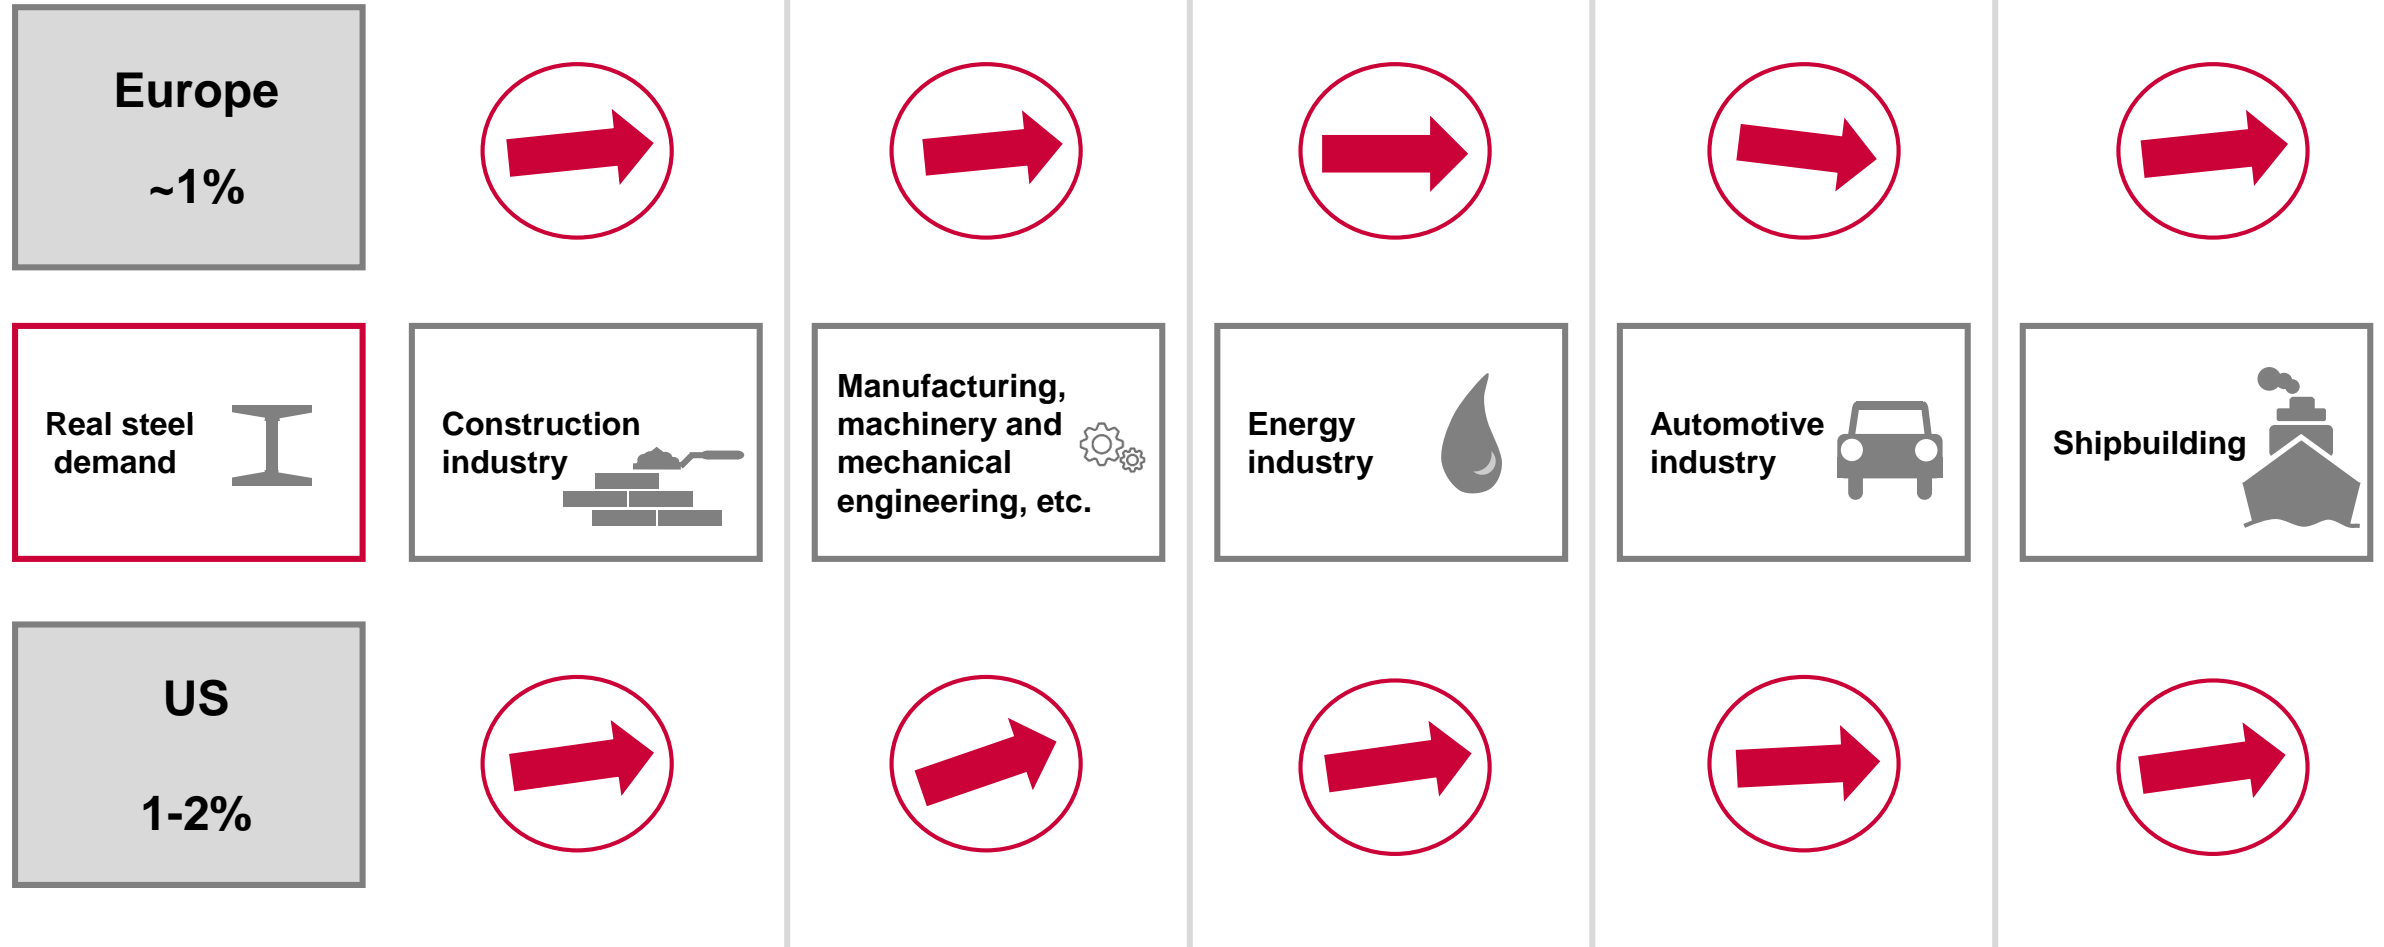 Europe
~1%
Real steel
demand
Construction
industry
Manufacturing,
machinery and
mechanical
engineering, etc.
Energy
industry
Automotive
industry
Shipbuilding
US
1-2%